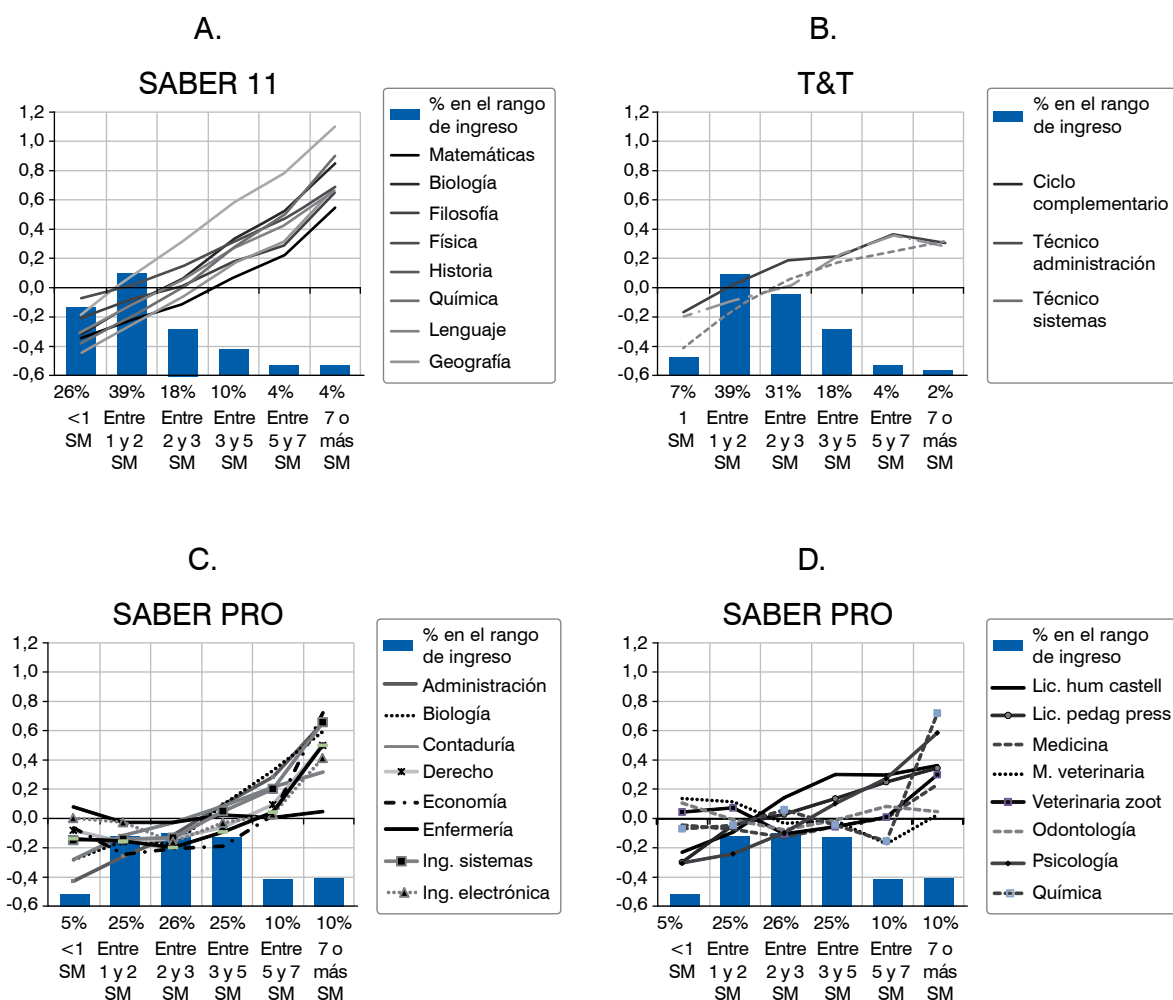 A.
SABER 11
1,2
1,0
0,8
0,6
0,4
0,2
0,0
-0,2
-0,4
-0,6
26% 39% 18% 10% 4% 4%
<1 Entre Entre Entre Entre 7 o
SM 1 y 2 2 y 3 3 y 5 5 y 7 más
SM SM SM SM SM
% en el rango
de ingreso
Matemáticas
Biología
Filosofía
Física
Historia
Química
Lenguaje
Geografía
B.
T&T
1,2
1,0
0,8
0,6
0,4
0,2
0,0
-0,2
-0,4
-0,6
7% 39% 31% 18% 4% 2%
1 Entre Entre Entre Entre 7 o
SM 1 y 2 2 y 3 3 y 5 5 y 7 más
SM SM SM SM SM
% en el rango
de ingreso
Ciclo
complementario
Técnico
administración
Técnico
sistemas
C.
SABER PRO
1,2
1,0
0,8
0,6
0,4
0,2
0,0
-0,2
-0,4
-0,6
5% 25% 26% 25% 10% 10%
<1 Entre Entre Entre Entre 7 o
SM 1 y 2 2 y 3 3 y 5 5 y 7 más
SM SM SM SM SM
% en el rango
de ingreso
Administración
Biología
Contaduría
Derecho
Economía
Enfermería
Ing. sistemas
Ing. electrónica
D.
SABER PRO
1,2
1,0
0,8
0,6
0,4
0,2
0,0
-0,2
-0,4
-0,6
5% 25% 26% 25% 10% 10%
<1 Entre Entre Entre Entre 7 o
SM 1 y 2 2 y 3 3 y 5 5 y 7 más
SM SM SM SM SM
% en el rango
de ingreso
Lic. hum castell
Lic. pedag press
Medicina
M. veterinaria
Veterinaria zoot
Odontología
Psicología
Química